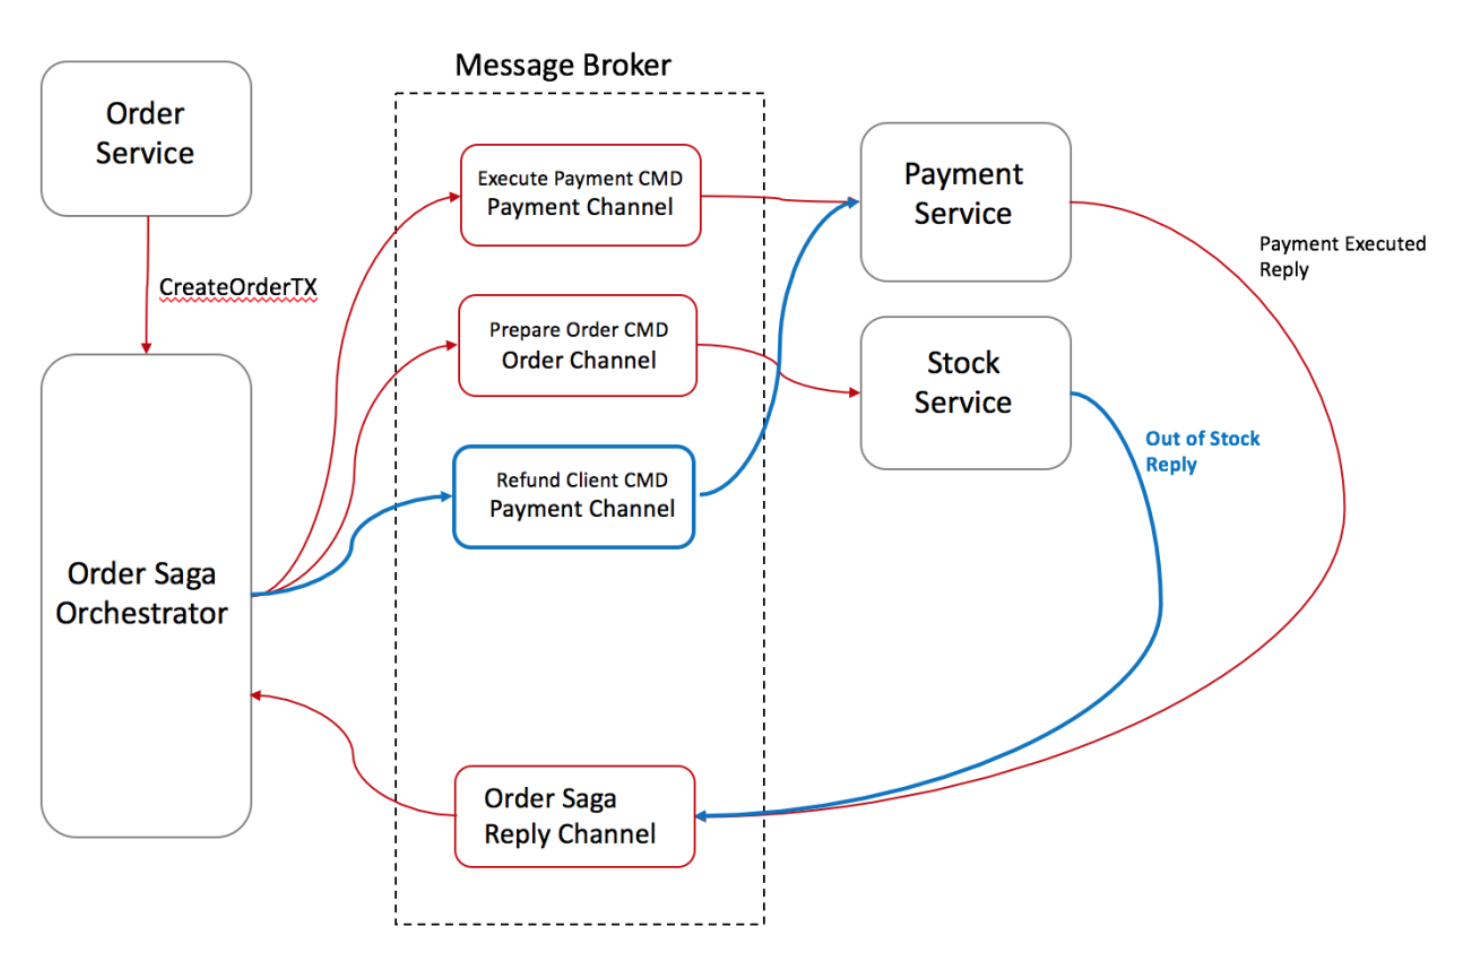 Message Broker
Order
Service
CreateOrderTX
Order Saga
Orchestrator
Execute Payment CMD
Payment Channel
Prepare Order CMD
Order Channel
Refund Client CMD
Payment Channel
Order Saga
Reply Channel
Payment
Service
Stock
Service
Payment Executed
Reply
Out of Stock
Reply